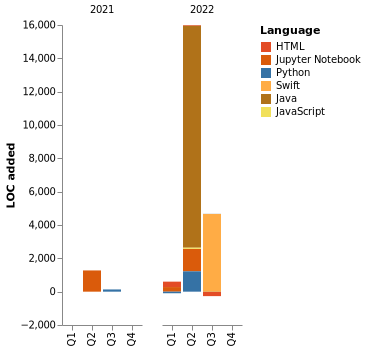 2021
2022
LOC added
16,000
14,000
12,000
10,000
8,000
6,000
4,000
2,000
0
−2,000
Q1
Q2
Q3
Q4
Q1
Q2
Q3
Q4
Language
HTML
Jupyter Notebook
Python
Swift
Java
JavaScript